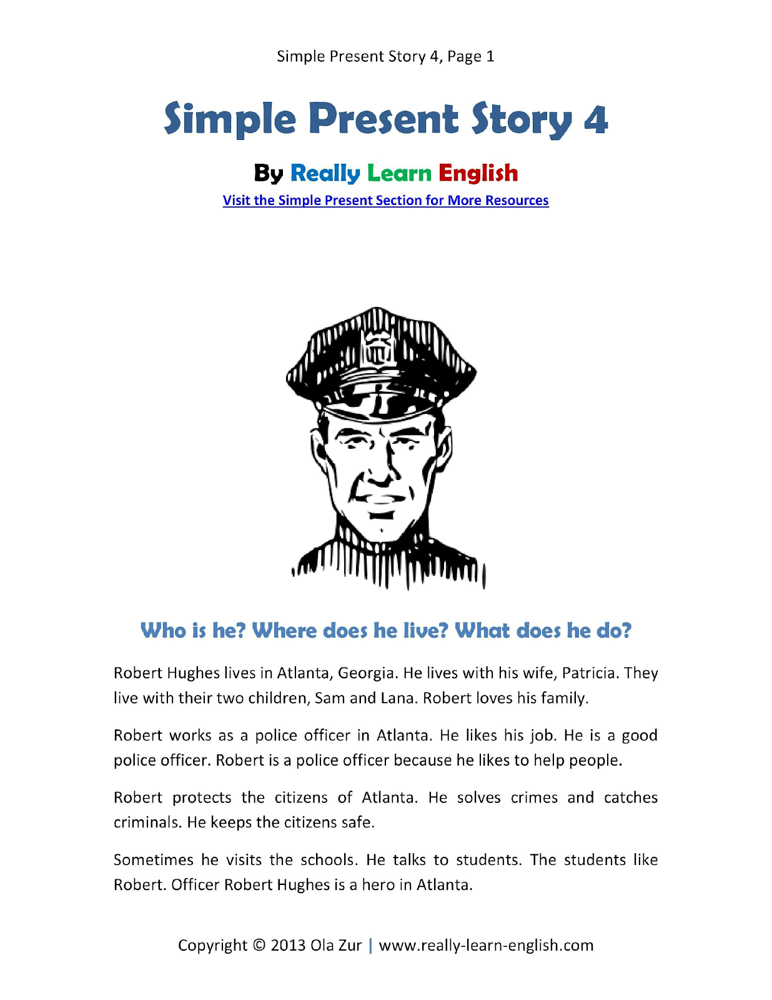 Simple Present Story 4, Page 1
Simple Present Story 4
By Really Learn English
Visit the Simple Present Section for More Resources
Who is he? Where does he live? What does he do?
Robert Hughes lives in Atlanta, Georgia. He lives with his wife, Patricia. They
live with their two children, Sam and Lana. Robert loves his family.
Robert works as a police officer in Atlanta. He likes his job. He is a good
police officer. Robert is a police officer because he likes to help people.
Robert protects the citizens of Atlanta. He solves crimes and catches
criminals. He keeps the citizens safe.
Sometimes he visits the schools. He talks to students. The students like
Robert. Officer Robert Hughes is a hero in Atlanta.
Copyright © 2013 Ola Zur | www.really-learn-english.com